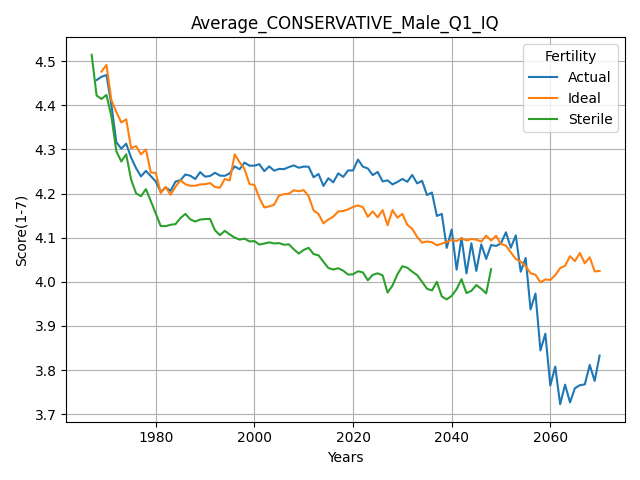 Average_CONSERVATIVE_Male_Q1_IQ
Fertility
Actual
Ideal
Sterile
Score(1-7)
4.5
4.4
4.3
4.2
4.1
4.0
3.9
3.8
3.7
1980
2000
2020
2040
2060
Years